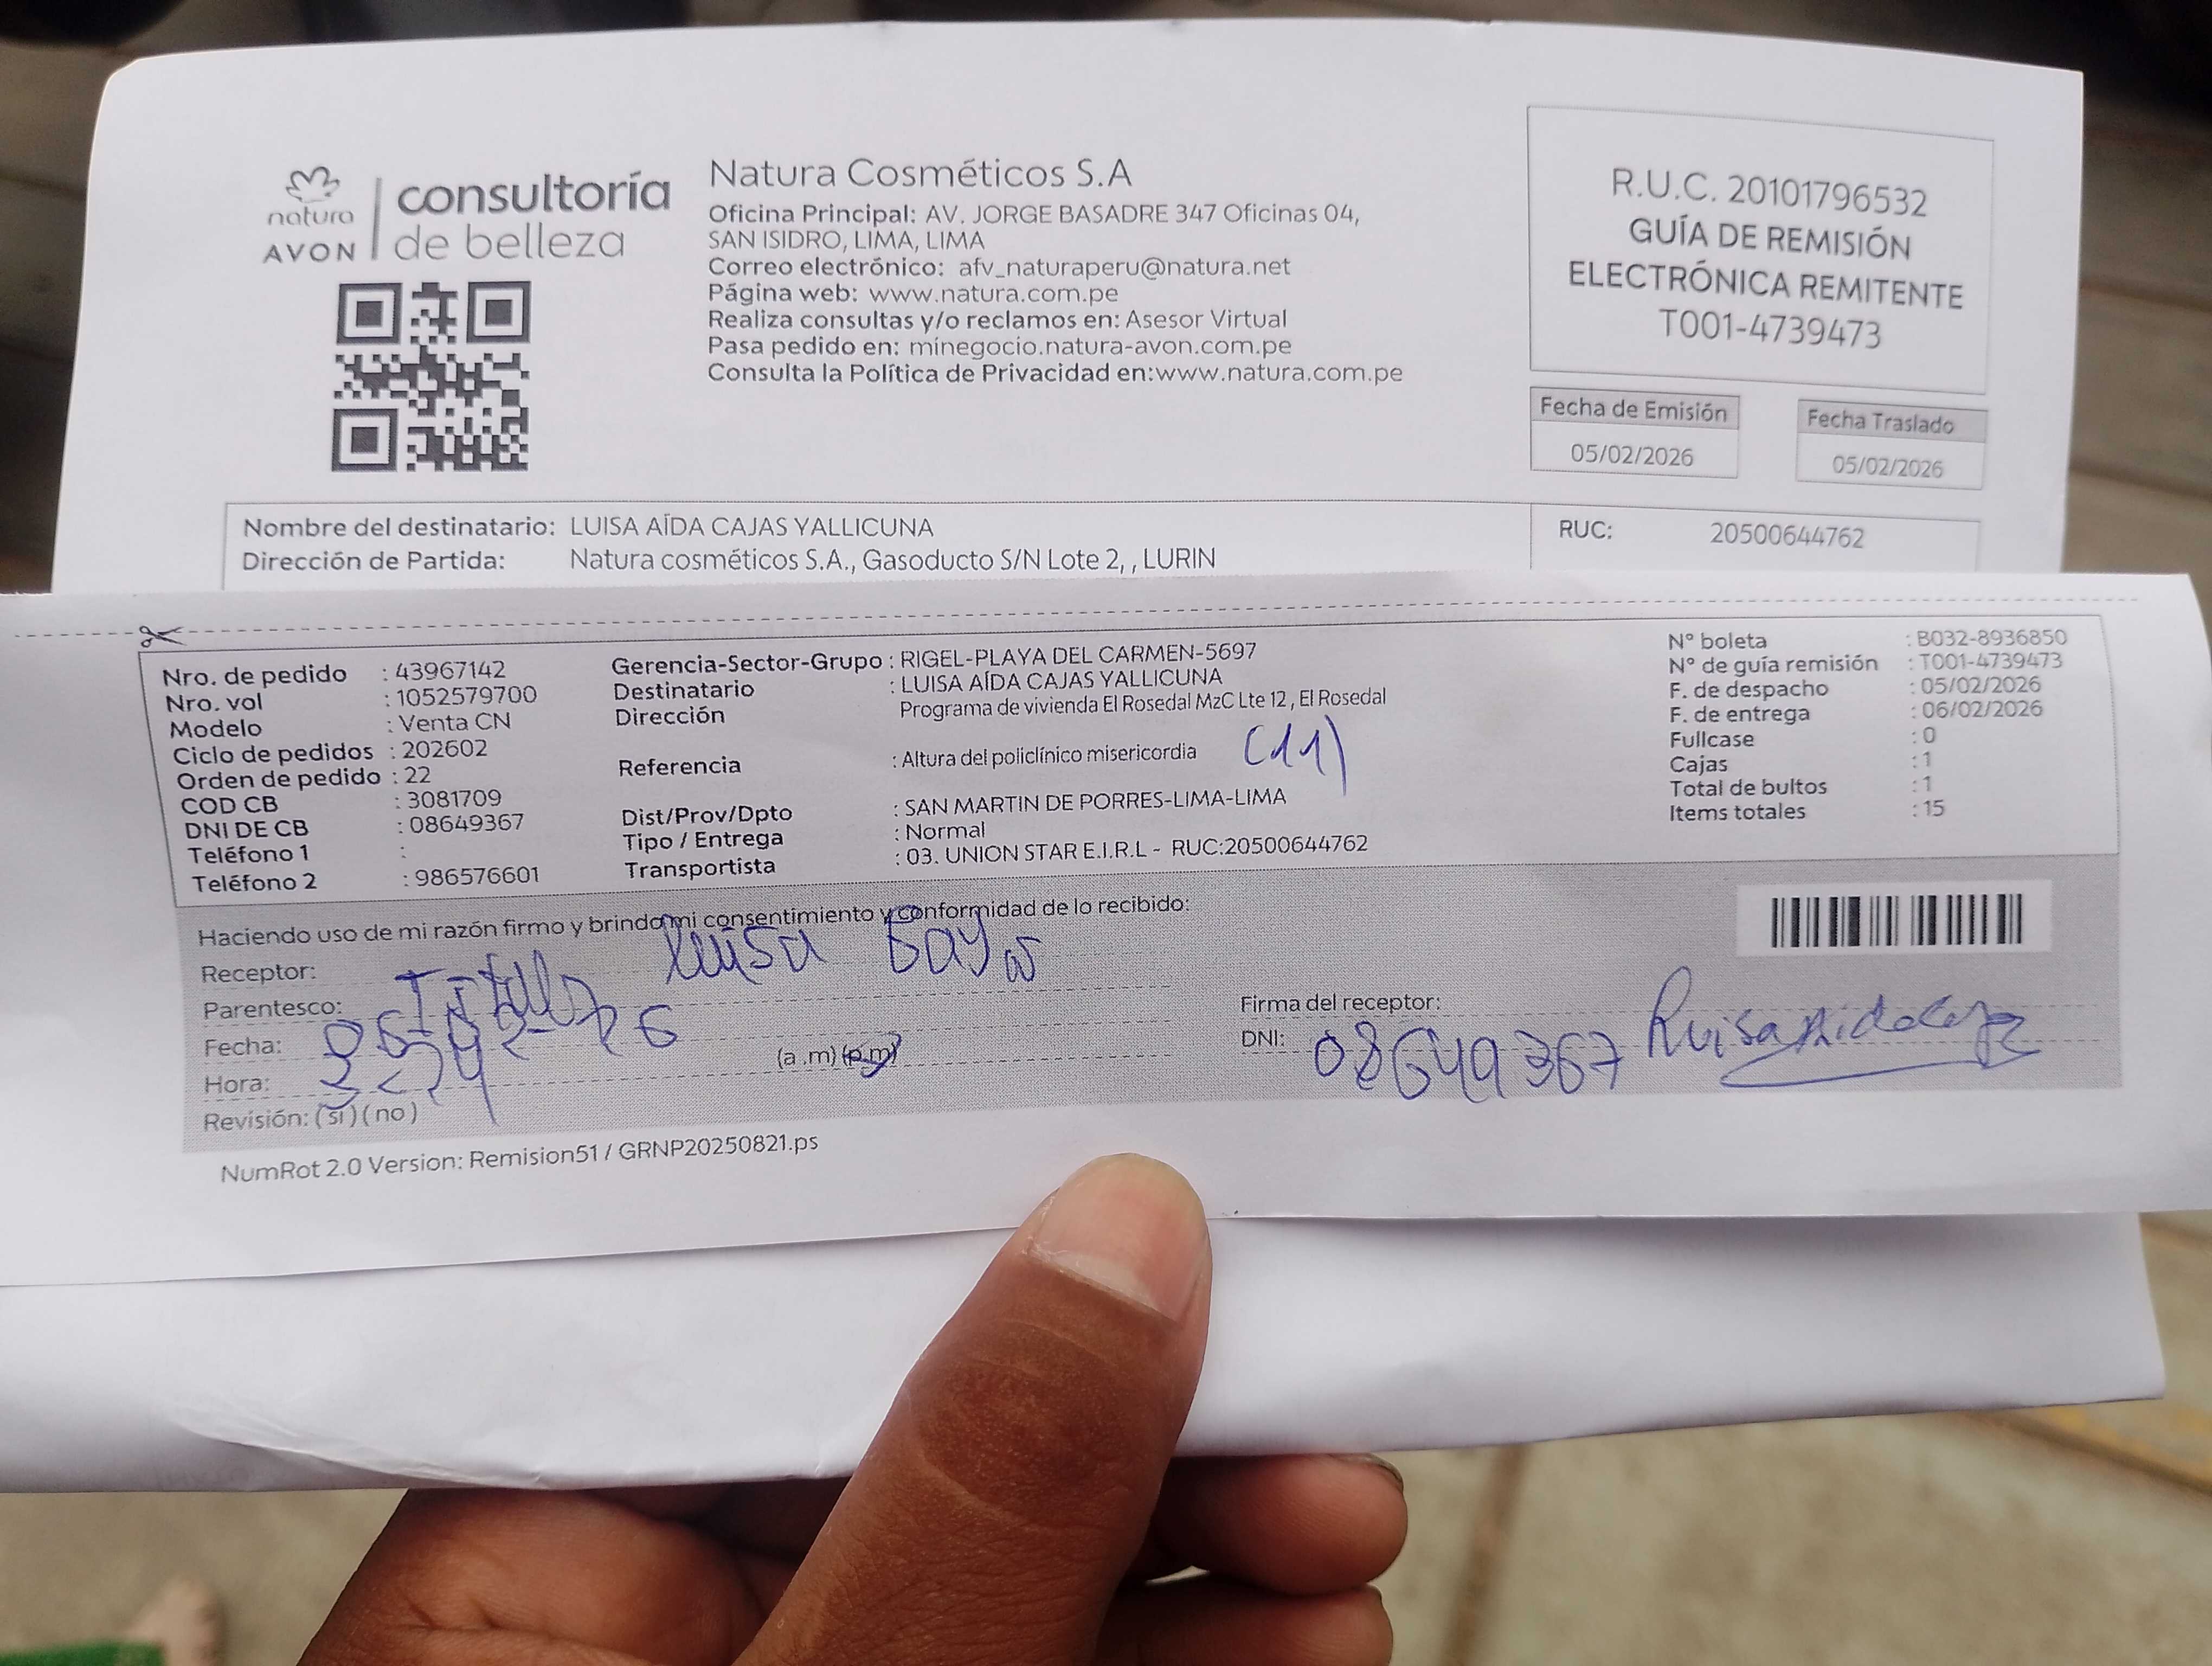 natura
AVON
consultoría
de belleza
Natura Cosméticos S.A
Oficina Principal: AV. JORGE BASADRE 347 Oficinas 04,
SAN ISIDRO, LIMA, LIMA
Correo electrónico: afv_naturaperu@natura.net
Página web: www.natura.com.pe
Realiza consultas y/o reclamos en: Asesor Virtual
Pasa pedido en: minegocio.natura-avon.com.pe
Consulta la Política de Privacidad en:www.natura.com.pe
R.U.C. 20101796532
GUÍA DE REMISIÓN
ELECTRÓNICA REMITENTE
T001-4739473
Fecha de Emisión
05/02/2026
Fecha Traslado
05/02/2026
Nombre del destinatario: LUISA AÍDA CAJAS YALLICUNA
RUC: 20500644762
Dirección de Partida: Natura cosméticos S.A., Gasoducto S/N Lote 2, , LURIN
Nro. de pedido : 43967142
Nro. vol : 1052579700
Modelo : Venta CN
Ciclo de pedidos : 202602
Orden de pedido : 22
COD CB : 3081709
DNI DE CB : 08649367
Teléfono 1 :
Teléfono 2 : 986576601
Gerencia-Sector-Grupo : RIGEL-PLAYA DEL CARMEN-5697
Destinatario : LUISA AÍDA CAJAS YALLICUNA
Dirección Programa de vivienda El Rosedal MzC Lte 12 , El Rosedal
Referencia : Altura del policlínico misericordia
(11)
Dist/Prov/Dpto : SAN MARTIN DE PORRES-LIMA-LIMA
Tipo / Entrega : Normal
Transportista : 03. UNION STAR E.I.R.L - RUC:20500644762
N° boleta : B032-8936850
N° de guía remisión : T001-4739473
F. de despacho : 05/02/2026
F. de entrega : 06/02/2026
Fullcase : 0
Cajas : 1
Total de bultos : 1
Items totales : 15
Haciendo uso de mi razón firmo y brindo mi consentimiento y conformidad de lo recibido:
Receptor: Luisa
Parentesco:
Fecha:
Hora: (a .m) (p.m)
Revisión: (si) (no)
Firma del receptor:
DNI: 08649367
NumRot 2.0 Version: Remision51 / GRNP20250821.ps